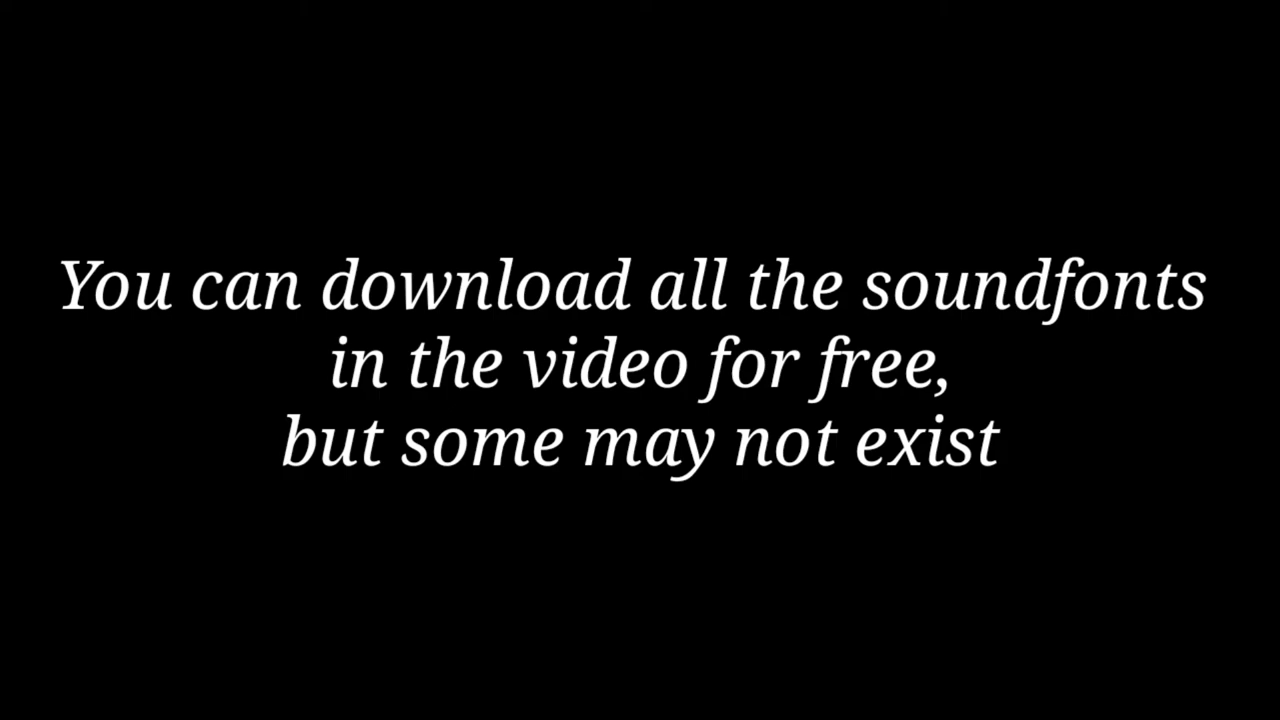 You can download all the soundfonts
in the video for free,
but some may not exist